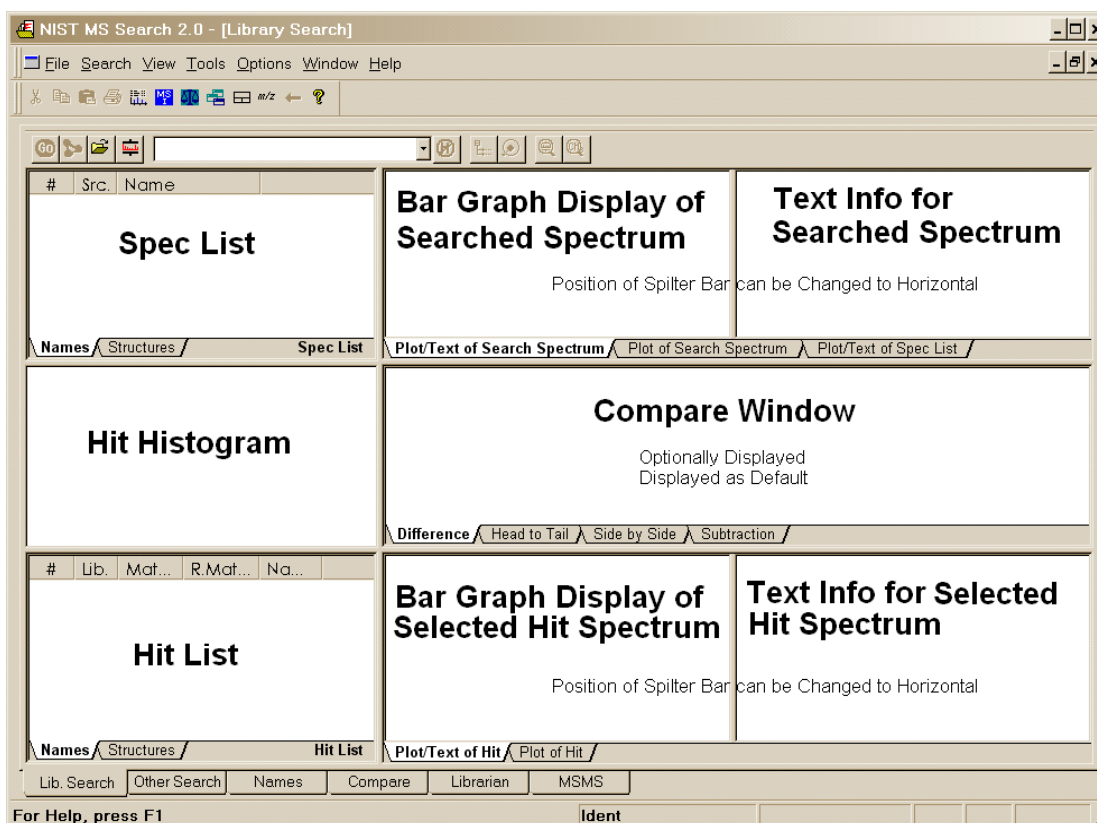 NIST MS Search 2.0 - [Library Search]
File Search View Tools Options Window Help
m/z
GO
# Src. Name
Spec List
Names Structures Spec List
Bar Graph Display of
Searched Spectrum
Text Info for
Searched Spectrum
Position of Spilter Bar can be Changed to Horizontal
Plot/Text of Search Spectrum Plot of Search Spectrum Plot/Text of Spec List
Hit Histogram
Compare Window
Optionally Displayed
Displayed as Default
Difference Head to Tail Side by Side Subtraction
# Lib. Mat... R.Mat... Na...
Hit List
Names Structures Hit List
Bar Graph Display of
Selected Hit Spectrum
Text Info for Selected
Hit Spectrum
Position of Spilter Bar can be Changed to Horizontal
Plot/Text of Hit Plot of Hit
Lib. Search Other Search Names Compare Librarian MSMS
For Help, press F1 Ident